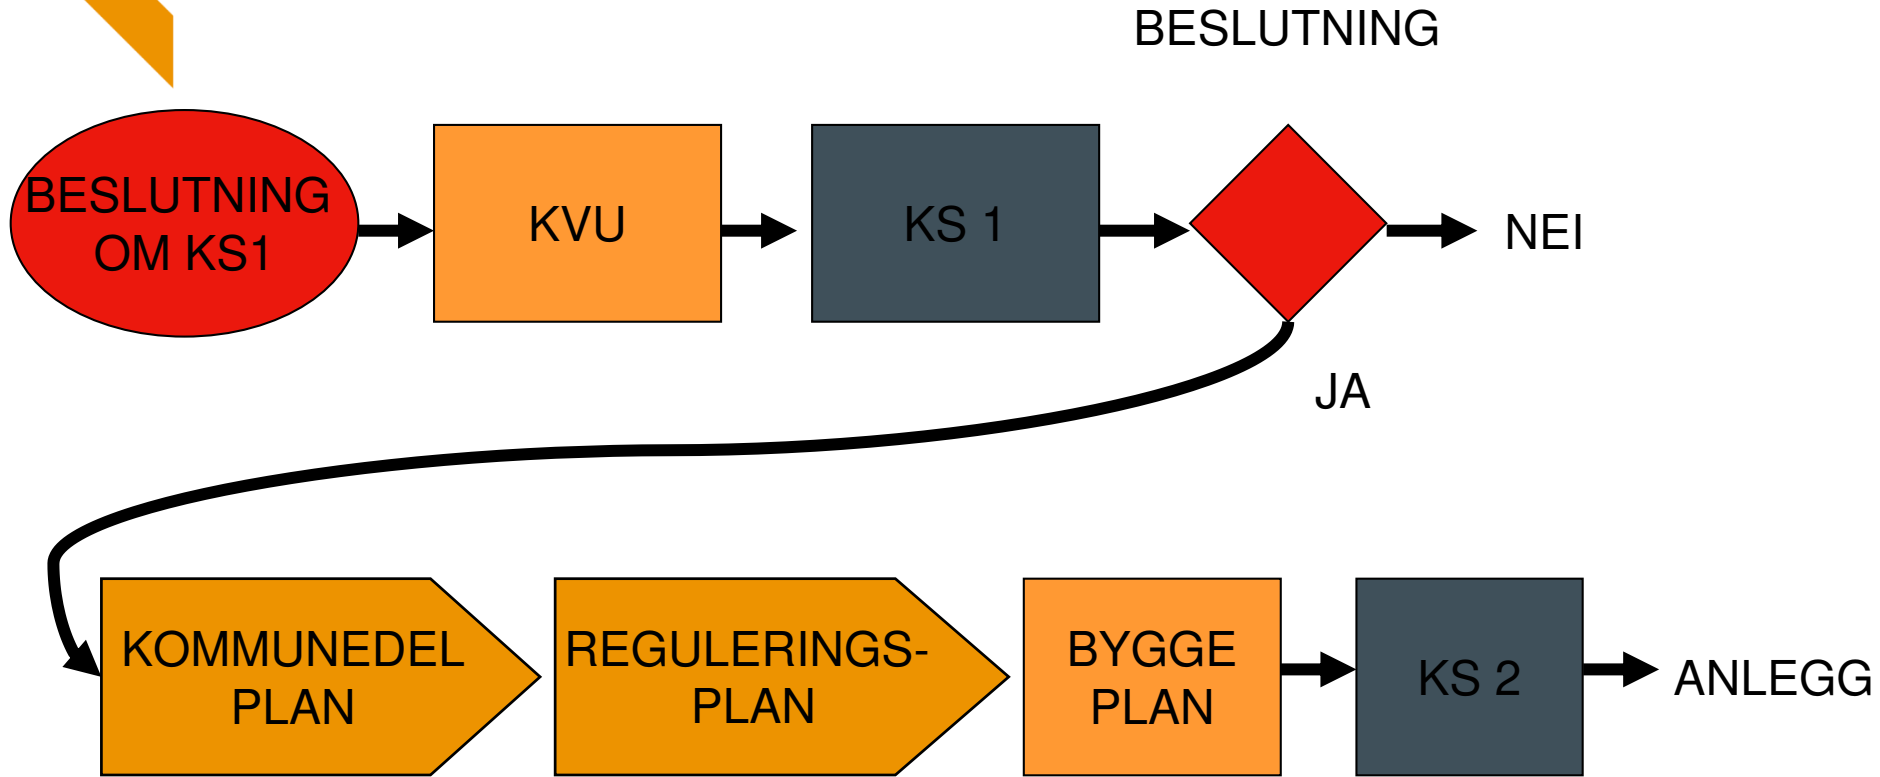 BESLUTNING
BESLUTNING
OM KS1
KVU
KS 1
NEI
JA
KOMMUNEDEL
PLAN
REGULERINGS-
PLAN
BYGGE
PLAN
KS 2
ANLEGG